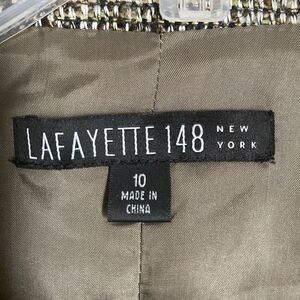 LAFAYETTE 148 NEW YORK
10
MADE IN
CHINA